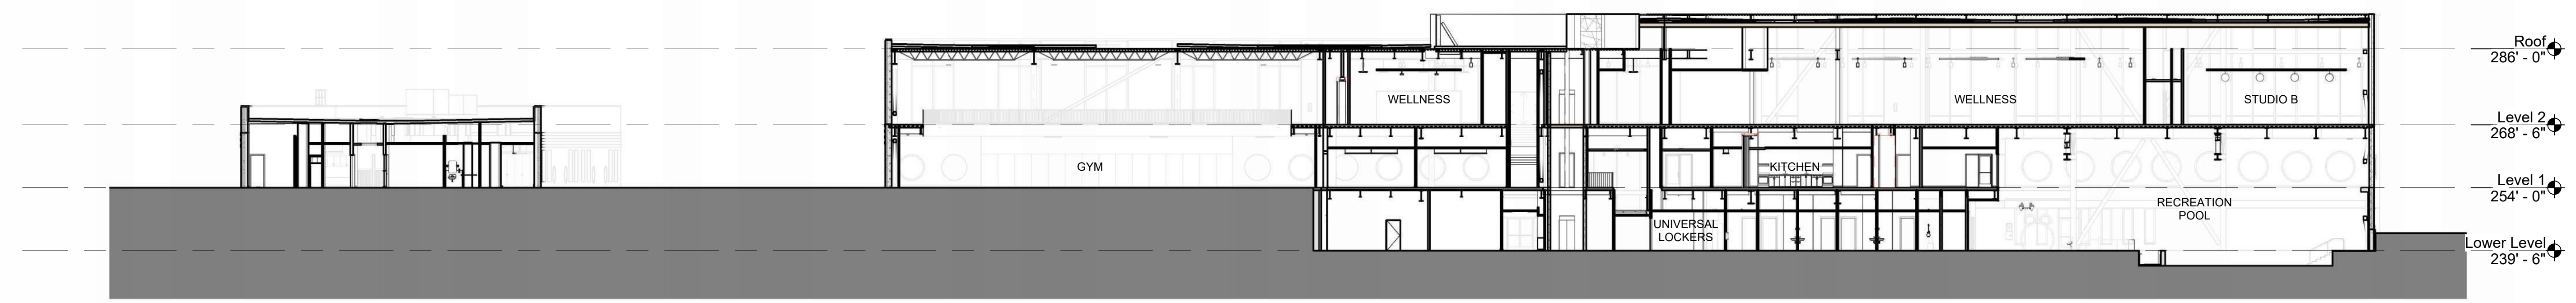 Roof
286' - 0"
WELLNESS
WELLNESS
STUDIO B
Level 2
268' - 6"
GYM
KITCHEN
Level 1
254' - 0"
RECREATION
POOL
UNIVERSAL
LOCKERS
Lower Level
239' - 6"